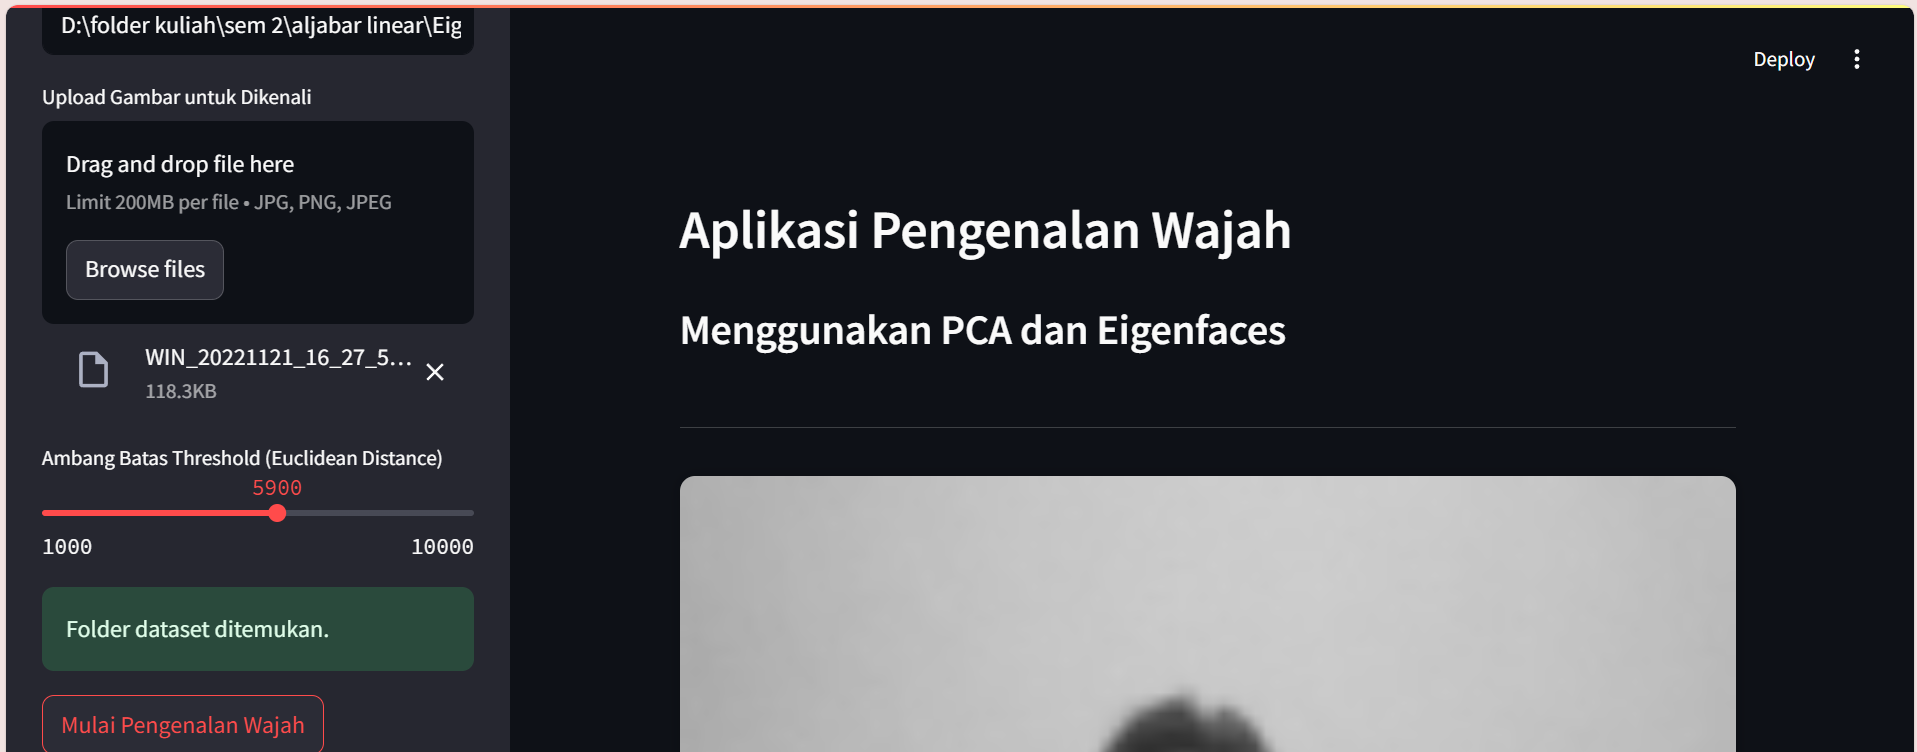 D:\folder kuliah\sem 2\aljabar linear\Eig
Upload Gambar untuk Dikenali
Drag and drop file here
Limit 200MB per file • JPG, PNG, JPEG
Browse files
WIN_20221121_16_27_5...
118.3KB
Ambang Batas Threshold (Euclidean Distance)
5900
1000
10000
Folder dataset ditemukan.
Mulai Pengenalan Wajah
Deploy
Aplikasi Pengenalan Wajah
Menggunakan PCA dan Eigenfaces